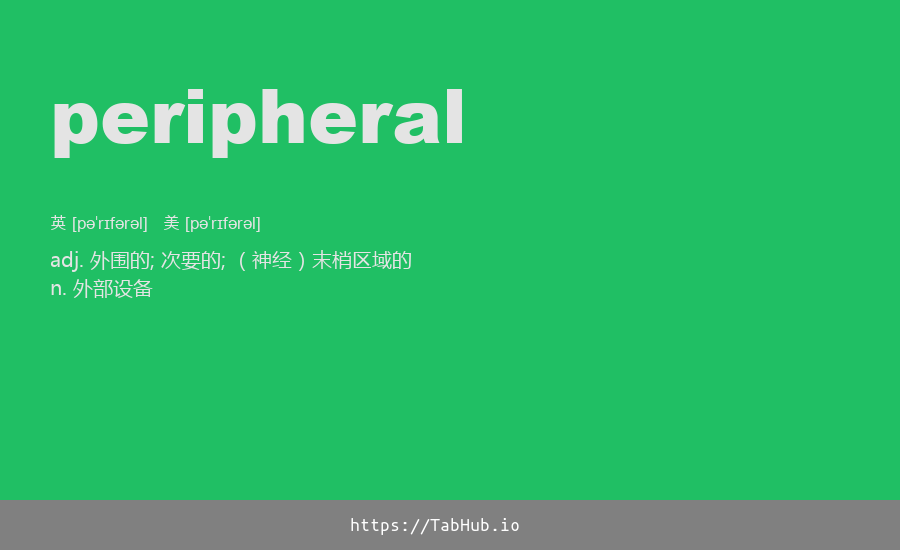 peripheral
英 [pəˈrɪfərəl] 美 [pəˈrɪfərəl]
adj. 外围的; 次要的; （神经）末梢区域的
n. 外部设备
https://TabHub.io